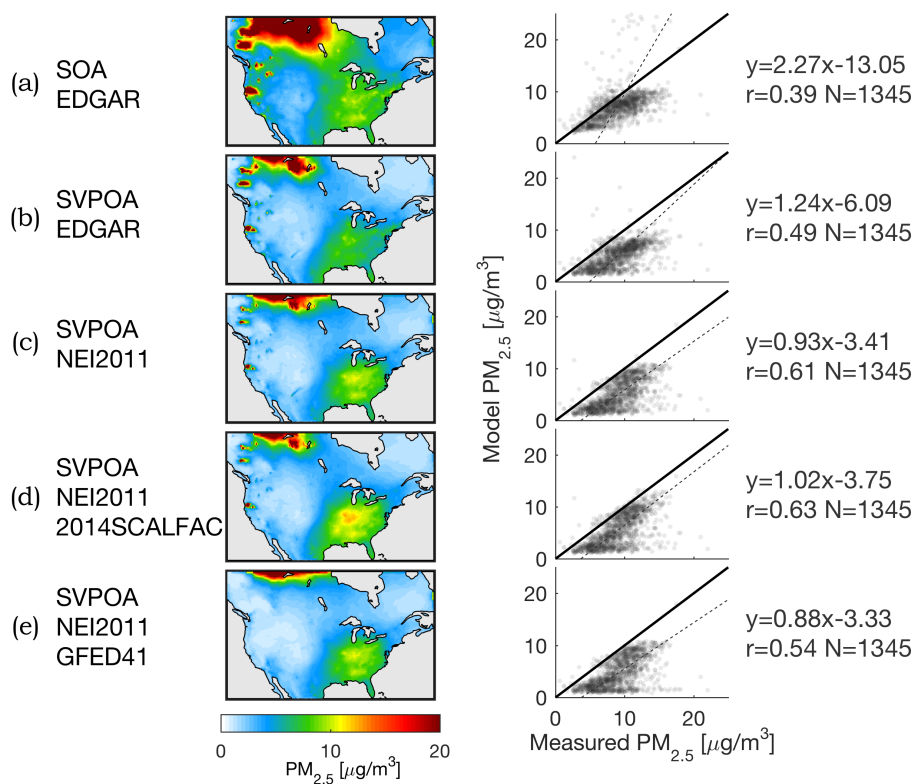 (a) SOA
EDGAR
20
10
0
y=2.27x-13.05
r=0.39 N=1345
(b) SVPOA
EDGAR
20
10
0
y=1.24x-6.09
r=0.49 N=1345
(c) SVPOA
NEI2011
20
10
0
y=0.93x-3.41
r=0.61 N=1345
(d) SVPOA
NEI2011
2014SCALFAC
20
10
0
y=1.02x-3.75
r=0.63 N=1345
(e) SVPOA
NEI2011
GFED41
20
10
0
y=0.88x-3.33
r=0.54 N=1345
Model PM2.5 [μg/m³]
0 10 20
Measured PM2.5 [μg/m³]
0 10 20
PM2.5 [μg/m³]